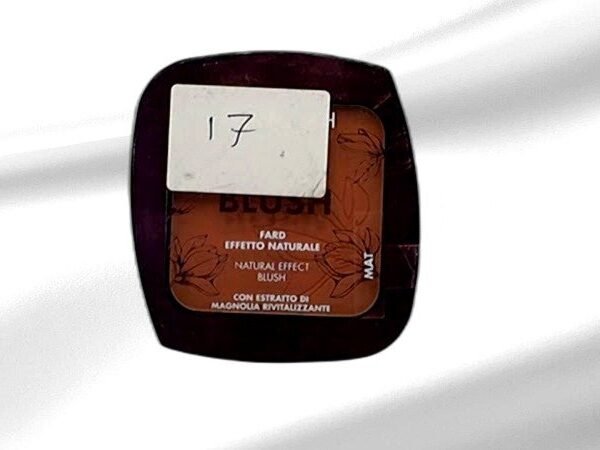 17
H
BLUSH
FARD
EFFETTO NATURALE
NATURAL EFFECT
BLUSH
MAT
CON ESTRATTO DI
MAGNOLIA RIVITALIZZANTE